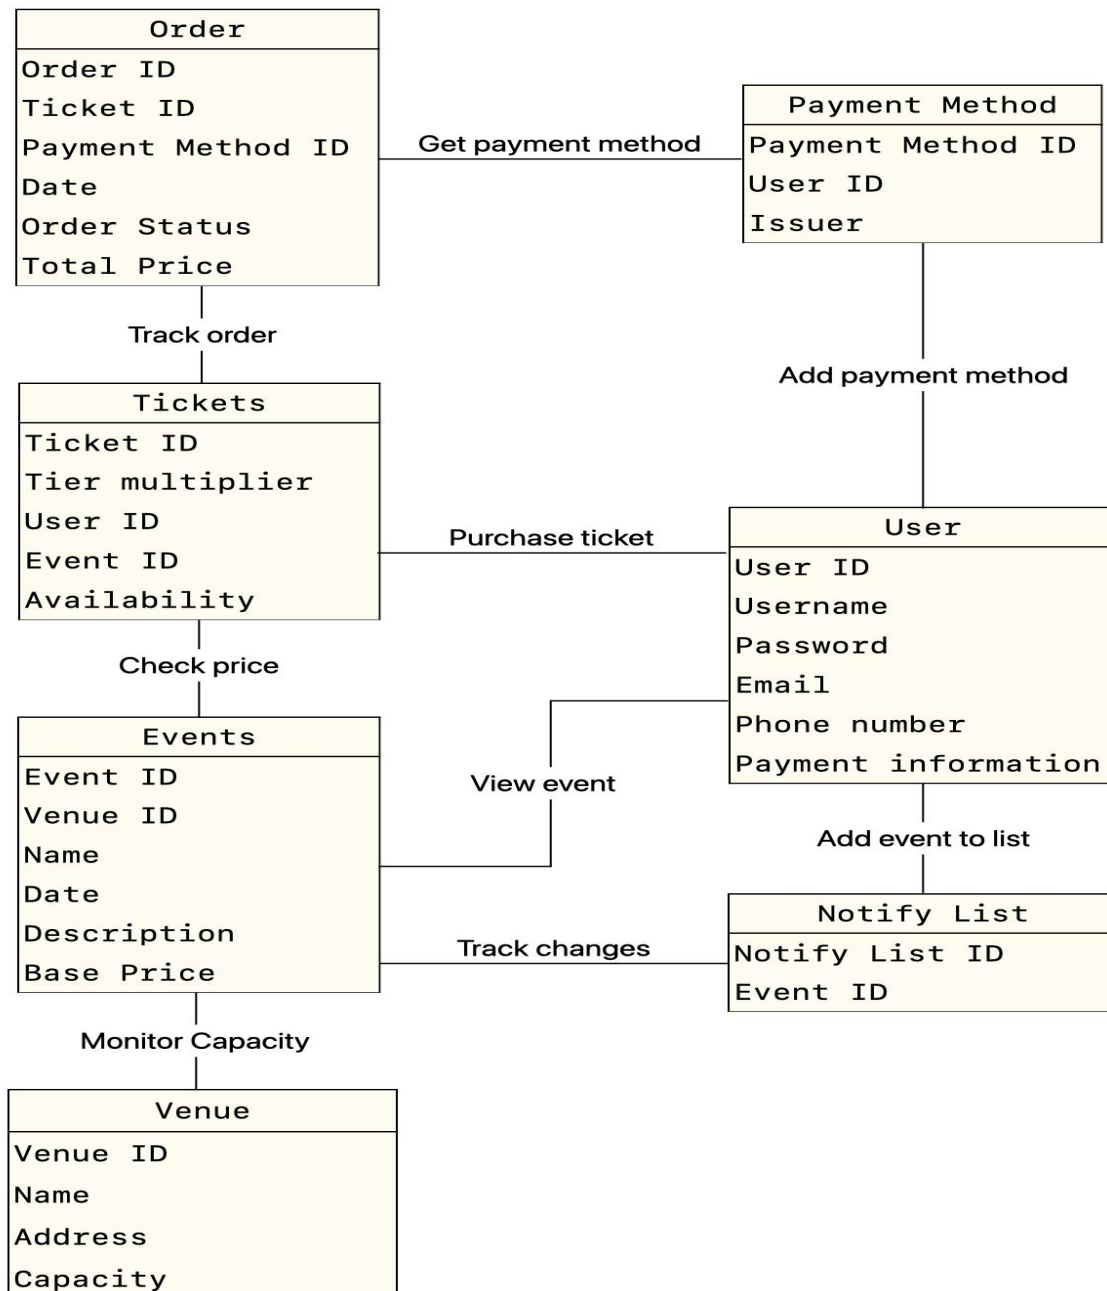 Order
Order ID
Ticket ID
Payment Method ID
Date
Order Status
Total Price
Get payment method
Payment Method
Payment Method ID
User ID
Issuer
Track order
Add payment method
Tickets
Ticket ID
Tier multiplier
User ID
Event ID
Availability
Purchase ticket
User
User ID
Username
Password
Email
Phone number
Payment information
Check price
Events
Event ID
Venue ID
Name
Date
Description
Base Price
View event
Add event to list
Track changes
Notify List
Notify List ID
Event ID
Monitor Capacity
Venue
Venue ID
Name
Address
Capacity